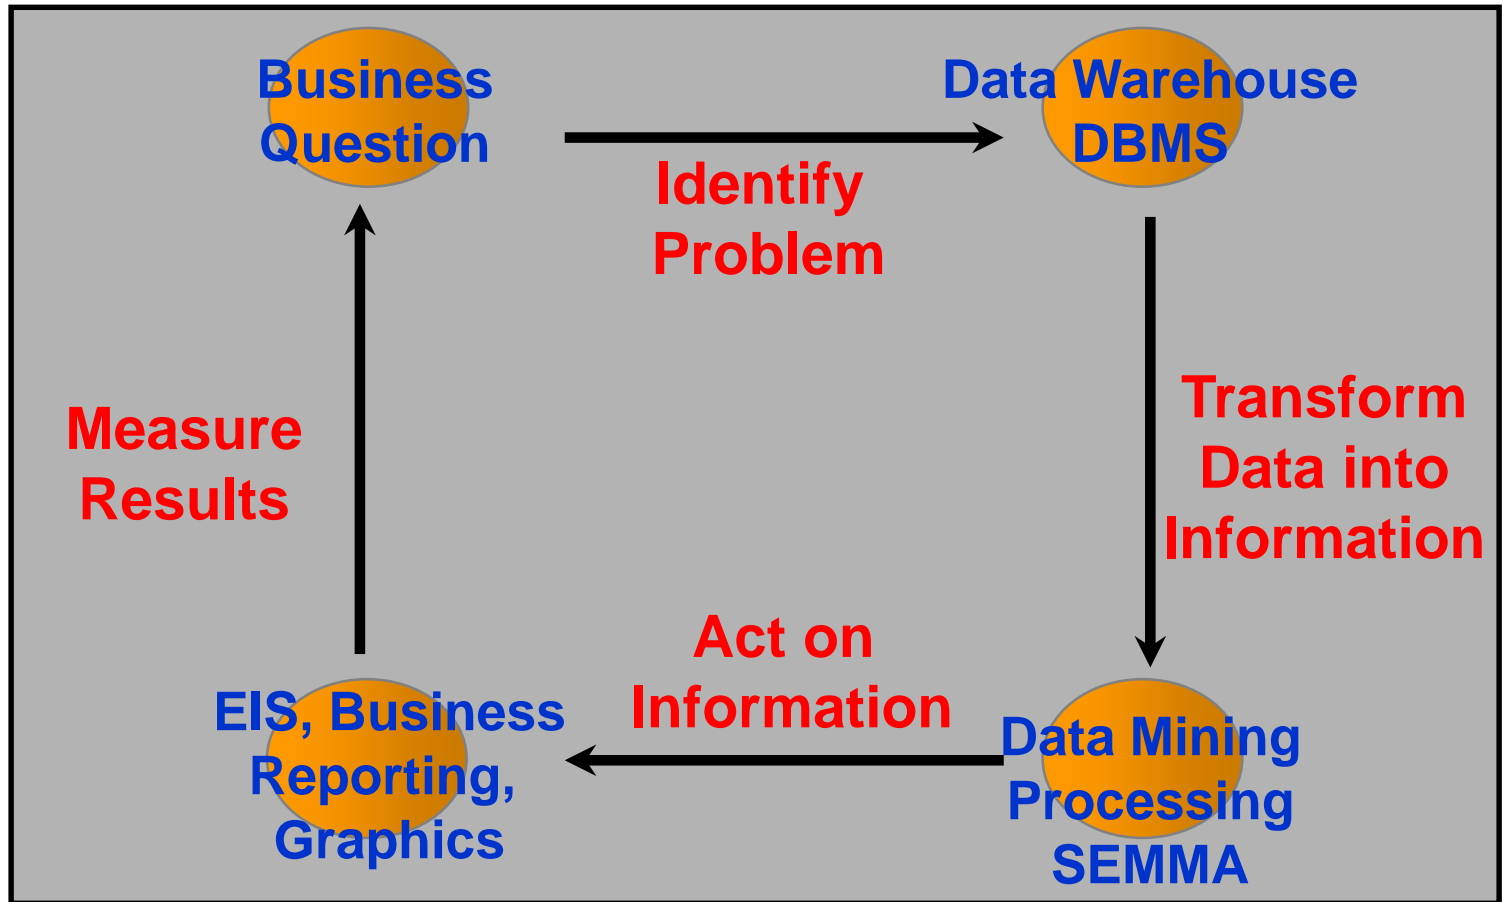 Business
Question
Data Warehouse
DBMS
Identify
Problem
Measure
Results
Transform
Data into
Information
Act on
Information
EIS, Business
Reporting,
Graphics
Data Mining
Processing
SEMMA